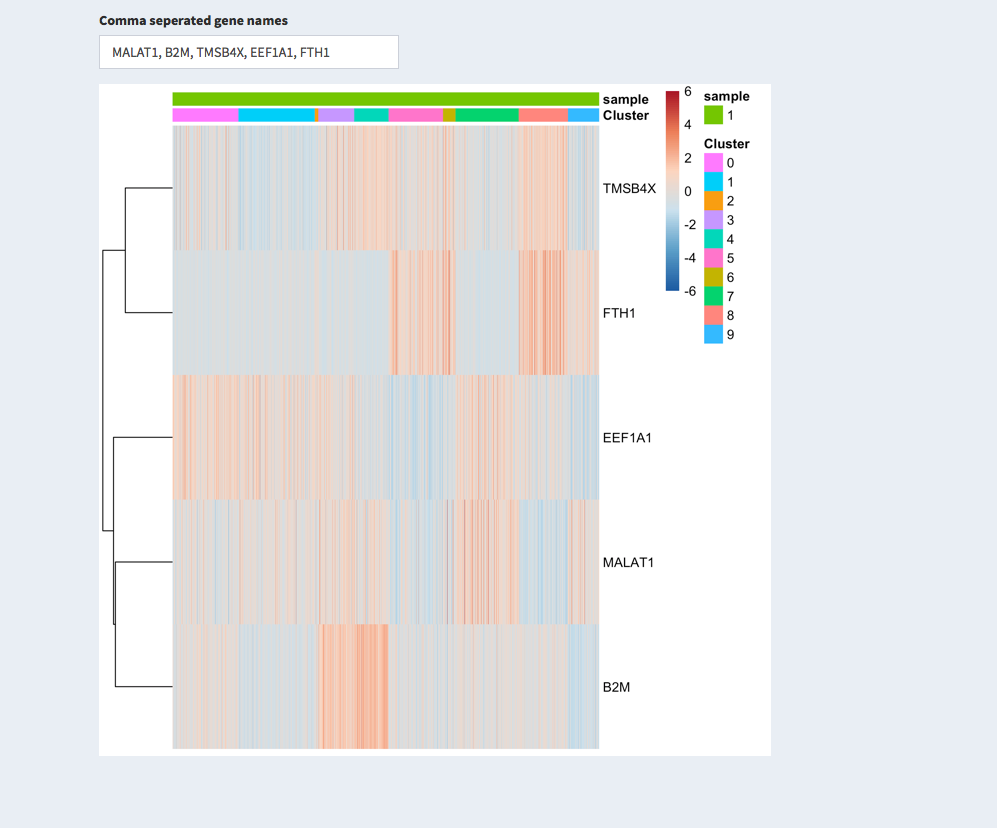 Comma seperated gene names
MALAT1, B2M, TMSB4X, EEF1A1, FTH1
sample
Cluster
TMSB4X
FTH1
EEF1A1
MALAT1
B2M
6
4
2
0
-2
-4
-6
sample
1
Cluster
0
1
2
3
4
5
6
7
8
9